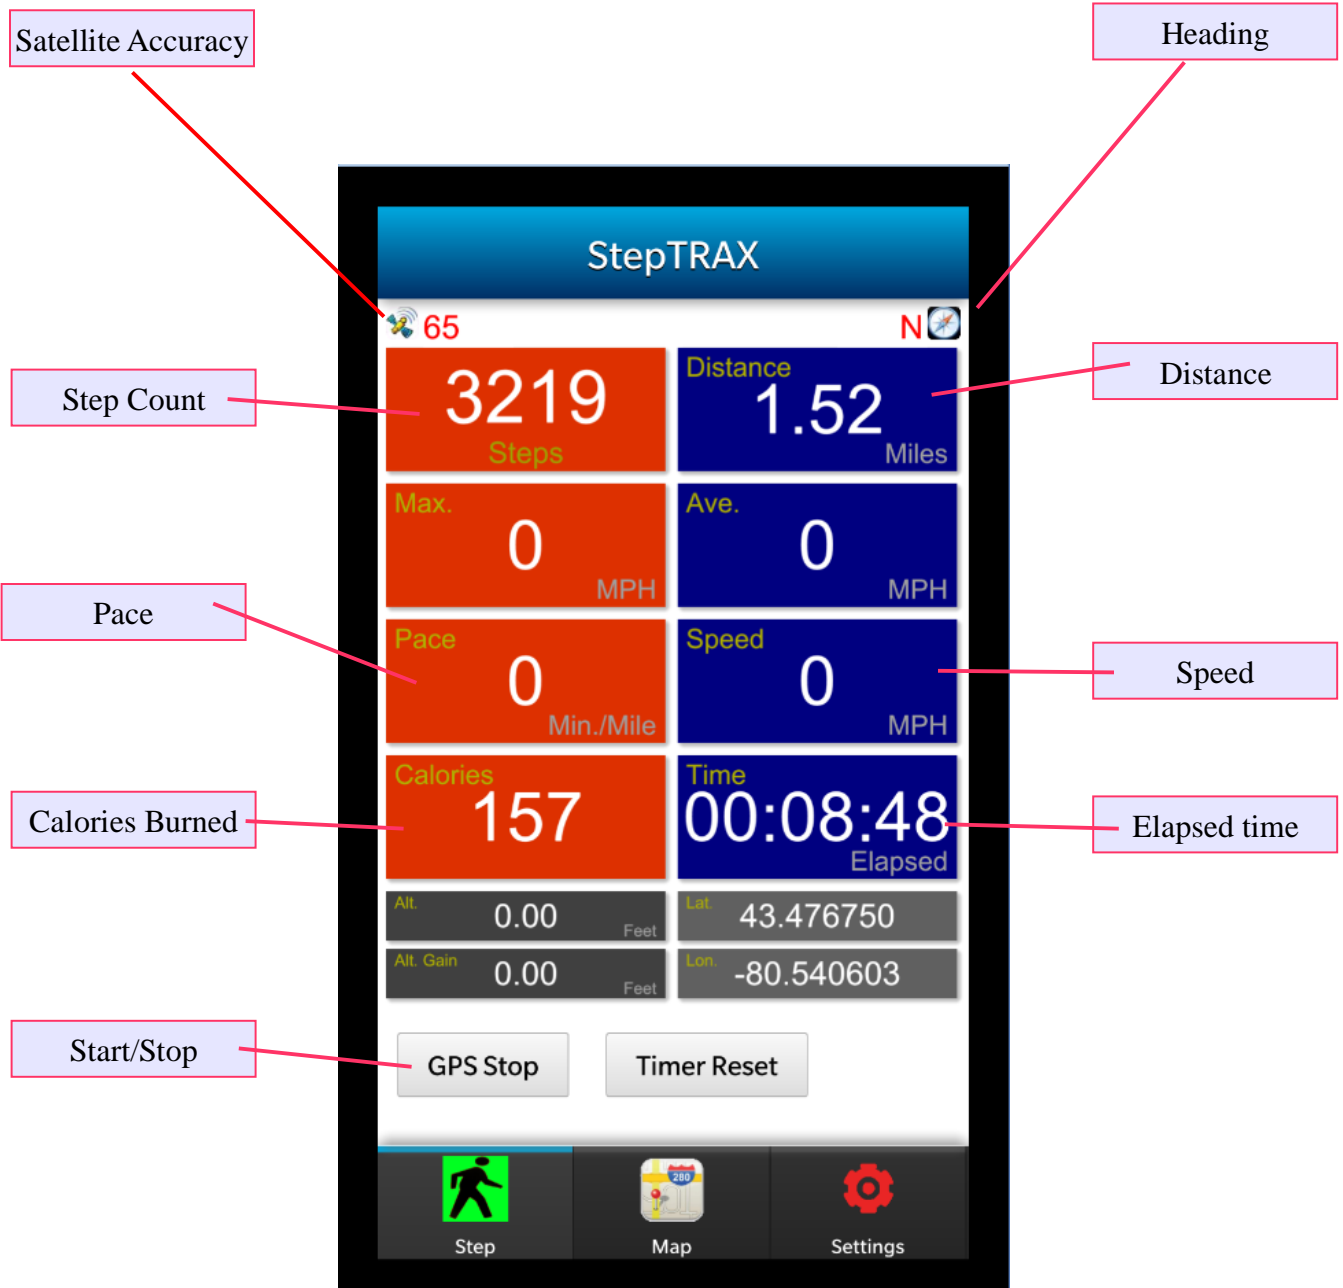 Satellite Accuracy
Heading
StepTRAX
65
N
Step Count
3219
Steps
Distance
1.52
Miles
Distance
Max.
0
MPH
Ave.
0
MPH
Pace
Pace
0
Min./Mile
Speed
0
MPH
Speed
Calories Burned
Calories
157
Time
00:08:48
Elapsed
Elapsed time
Alt.
0.00
Feet
Lat.
43.476750
Alt. Gain
0.00
Feet
Lon.
-80.540603
Start/Stop
GPS Stop
Timer Reset
280
Step
Map
Settings